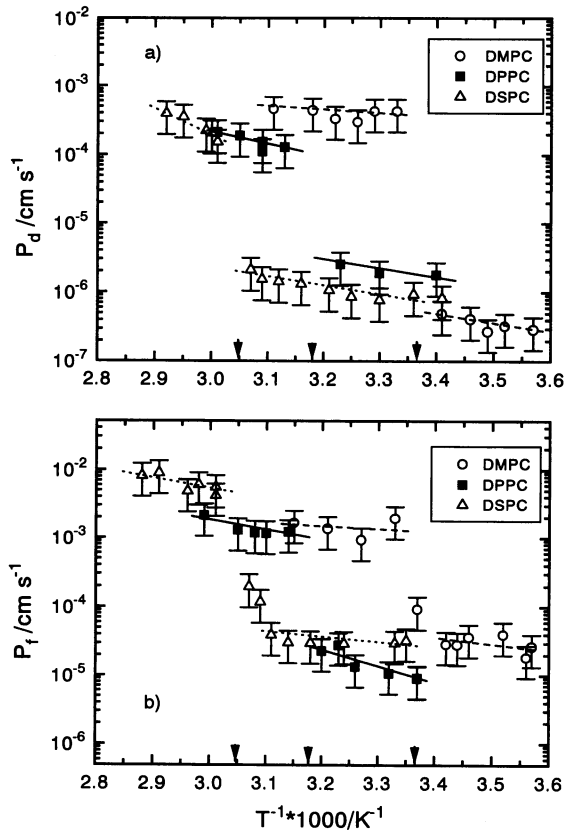 10⁰
10⁻³
10⁻⁴
10⁻⁵
10⁻⁶
10⁻⁷
P_d /cm s⁻¹
a)
DMPC
DPPC
DSPC
2.8 2.9 3.0 3.1 3.2 3.3 3.4 3.5 3.6
10⁻²
10⁻³
10⁻⁴
10⁻⁵
10⁻⁶
P_f /cm s⁻¹
DMPC
DPPC
DSPC
b)
2.8 2.9 3.0 3.1 3.2 3.3 3.4 3.5 3.6
T⁻¹*1000/K⁻¹